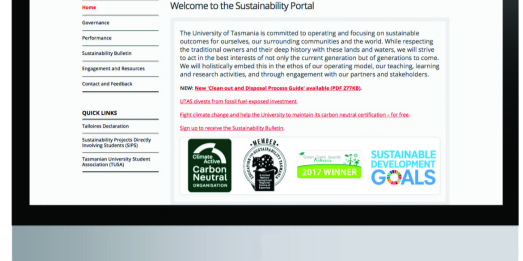 Home
Governance
Performance
Sustainability Bulletin
Engagement and Resources
Contact and Feedback
QUICK LINKS
Talloires Declaration
Sustainability Projects Directly
Involving Students (SIPS)
Tasmanian University Student
Association (TUSA)
Welcome to the Sustainability Portal
The University of Tasmania is committed to operating and focusing on sustainable
outcomes for ourselves, our surrounding communities and the world. While respecting
the traditional owners and their deep history with these lands and waters, we will strive
to act in the best interests of not only the current generation but of generations to come.
We will holistically embed this in the ethos of our operating model, our teaching, learning
and research activities, and through engagement with our partners and stakeholders.
NEW: New 'Clean out and Disposal Process Guide' available (PDF 277KB).
UTAS divests from fossil fuel-exposed investment.
Fight climate change and help the University to maintain its carbon neutral certification – for free.
Sign up to receive the Sustainability Bulletin.
Climate
Active
Carbon
Neutral
ORGANISATION
MEMBER
2017 WINNER
SUSTAINABLE
DEVELOPMENT
GOALS